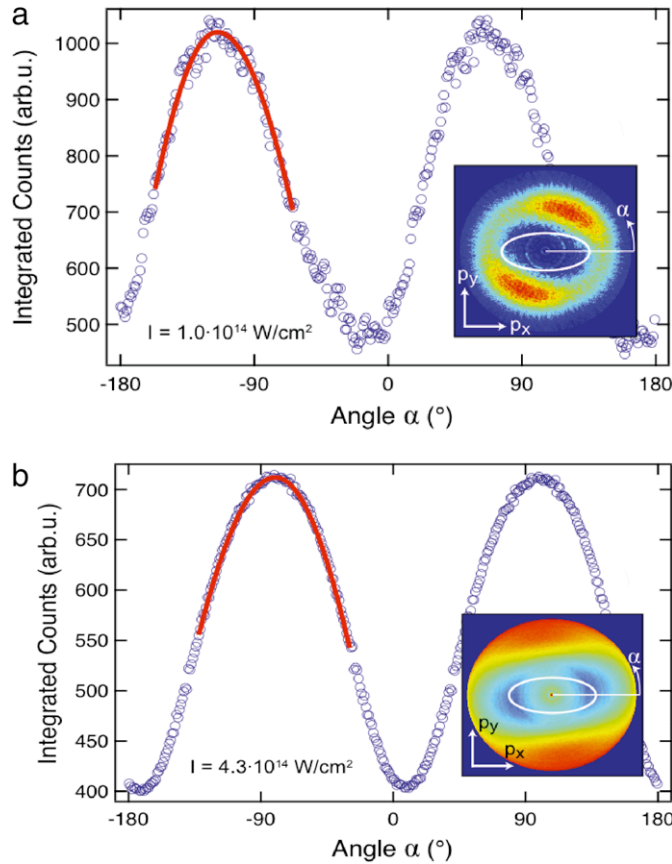 a
Integrated Counts (arb.u.)
1000
900
800
700
600
500
I = 1.0·10¹⁴ W/cm²
α
py
px
-180
-90
0
90
180
Angle α (°)
b
Integrated Counts (arb.u.)
700
650
600
550
500
450
400
I = 4.3·10¹⁴ W/cm²
α
py
px
-180
-90
0
90
180
Angle α (°)